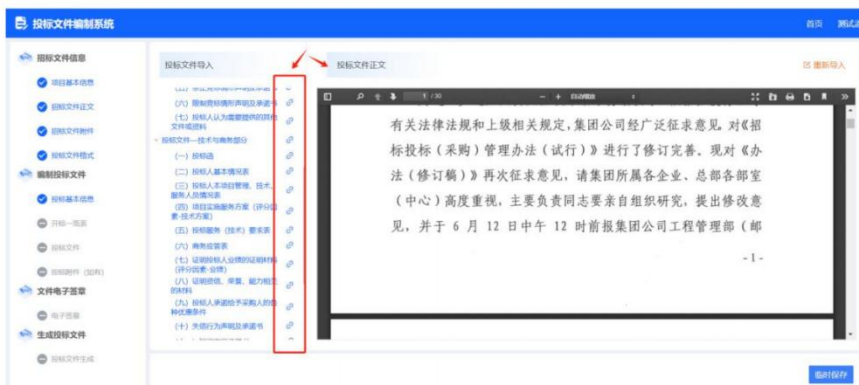 投标文件编制系统
首页 测试
招标文件信息
项目基本信息
招标文件正文
招标文件附件
投标文件格式
编制投标文件
投标基本信息
开标一览表
投标文件
投标附件（如有）
文件电子签章
电子签章
生成投标文件
投标文件生成
投标文件导入
（六）限制竞标情形声明及承诺书
（七）投标人认为需要提供的其他
文件或资料
投标文件—技术与商务部分
（一）投标函
（二）投标人基本情况表
（三）投标人本项目管理、技术、
服务人员情况表
（四）项目实施服务方案（评分因
素-技术方案）
（五）投标服务（技术）要求表
（六）商务应答表
（七）证明投标人业绩的证明材料
（评分因素-业绩）
（八）证明资信、荣誉、能力相关
的材料
（九）投标人承诺给予采购人的各
种优惠条件
（十）失信行为声明及承诺书
投标文件正文
重新导入
1 /30
自动缩放
有关法律法规和上级相关规定，集团公司经广泛征求意见，对《招
标投标（采购）管理办法（试行）》进行了修订完善。现对《办
法（修订稿）》再次征求意见，请集团所属各企业、总部各部室
（中心）高度重视，主要负责同志要亲自组织研究，提出修改意
见，并于 6 月 12 日中午 12 时前报集团公司工程管理部（邮
-1-
临时保存